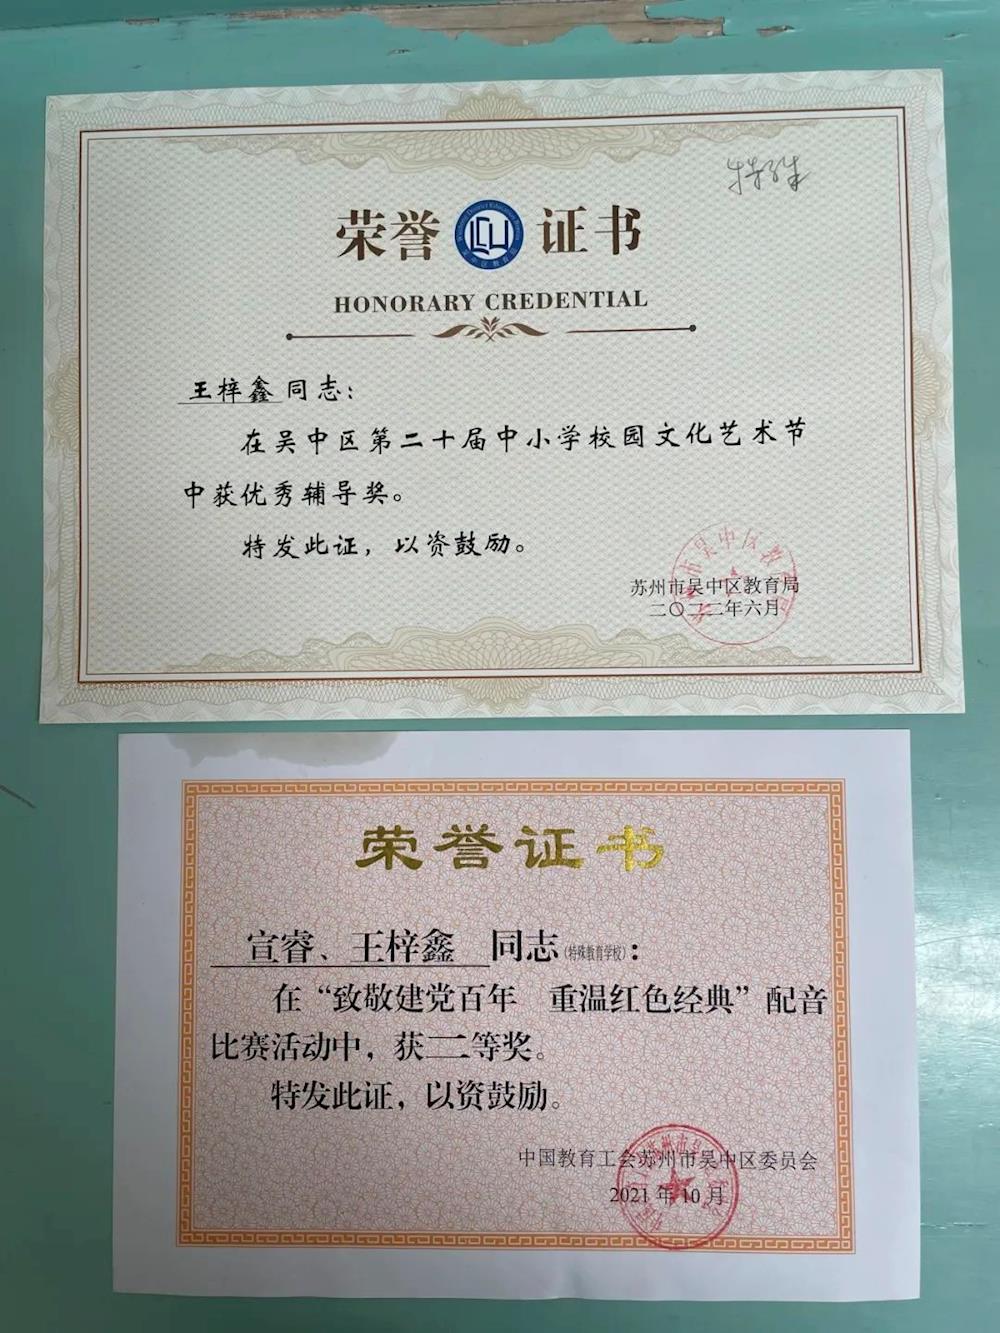 特殊
荣誉 证书
HONORARY CREDENTIAL
王梓鑫同志：
在吴中区第二十届中小学校园文化艺术节
中获优秀辅导奖。
特发此证，以资鼓励。
苏州市吴中区教育局
二〇二二年六月
荣誉证书
宣睿、王梓鑫 同志(特殊教育学校)：
在“致敬建党百年 重温红色经典”配音
比赛活动中，获二等奖。
特发此证，以资鼓励。
中国教育工会苏州市吴中区委员会
2021年10月